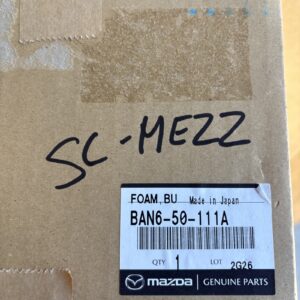 SC-MEZZ
FOAM, BU Made in Japan
BAN6-50-111A
QTY 1 LOT 2G26
mazda GENUINE PARTS